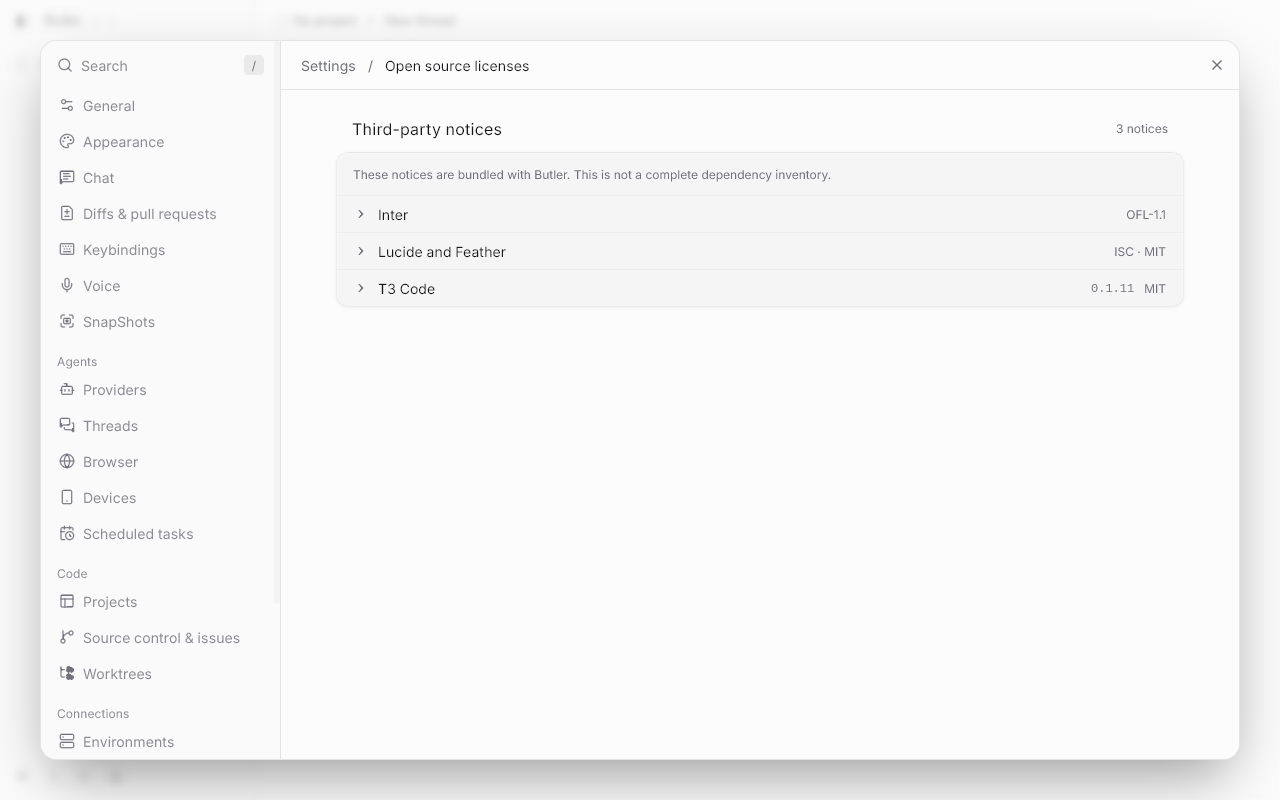 Search /
General
Appearance
Chat
Diffs & pull requests
Keybindings
Voice
SnapShots
Agents
Providers
Threads
Browser
Devices
Scheduled tasks
Code
Projects
Source control & issues
Worktrees
Connections
Environments
Settings / Open source licenses
Third-party notices 3 notices
These notices are bundled with Butler. This is not a complete dependency inventory.
Inter OFL-1.1
Lucide and Feather ISC · MIT
T3 Code 0.1.11 MIT